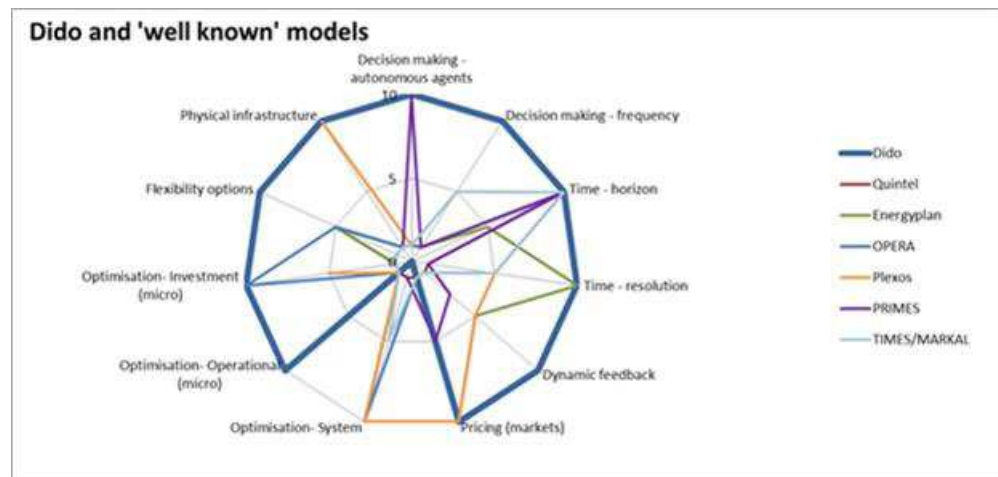 Dido and 'well known' models
Decision making -
autonomous agents
10
Physical infrastructure
Decision making - frequency
5
Flexibility options
Time - horizon
0
Optimisation- Investment
(micro)
Time - resolution
Optimisation- Operational
(micro)
Dynamic feedback
Optimisation- System
Pricing (markets)
Dido
Quintel
Energyplan
OPERA
Plexos
PRIMES
TIMES/MARKAL